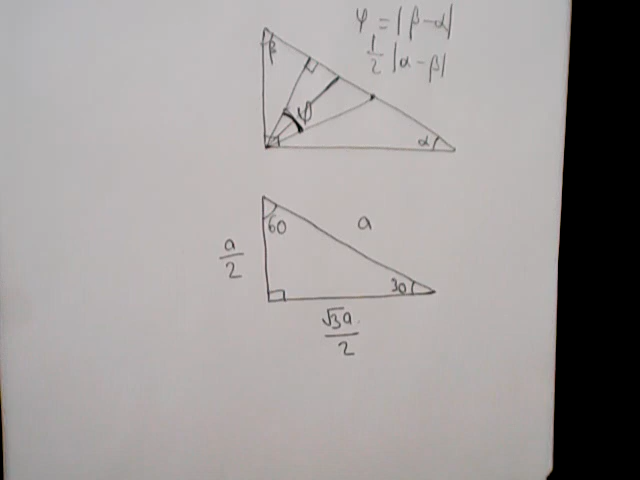 φ = |β-α|
1/2 |α-β|
β
φ
α
60
a
a/2
30
√3a/2